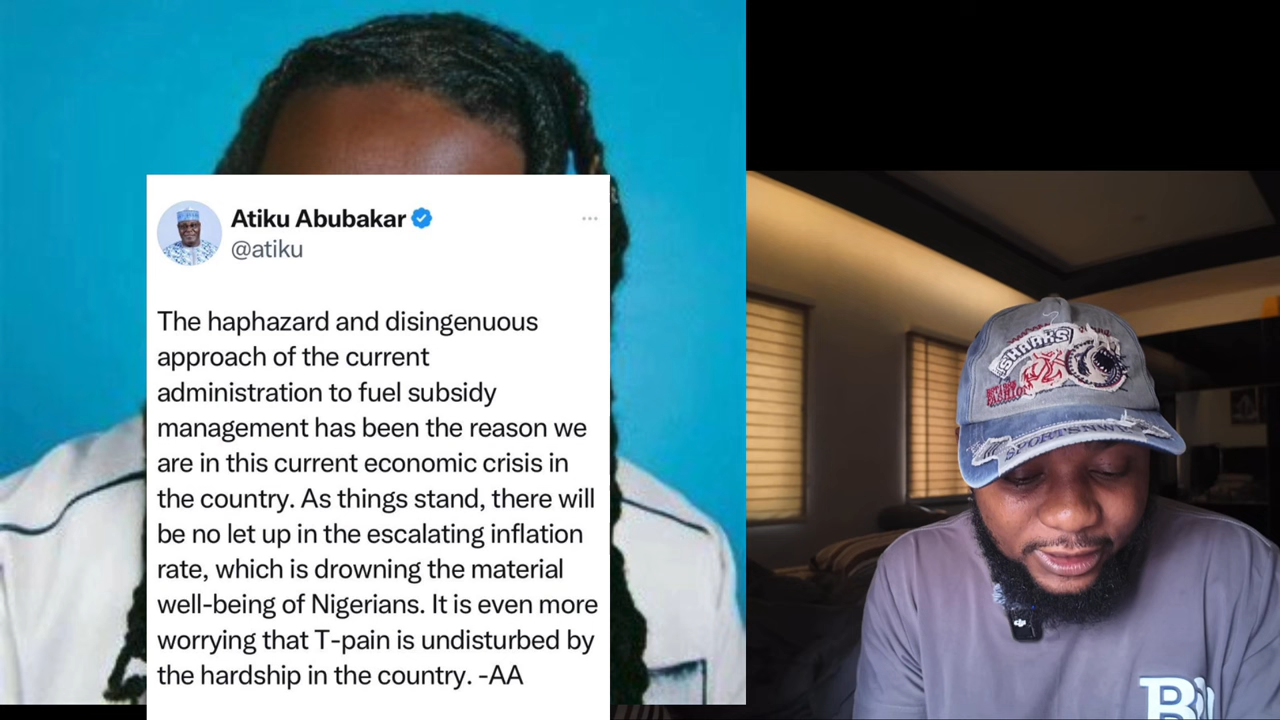 Atiku Abubakar
@atiku
The haphazard and disingenuous
approach of the current
administration to fuel subsidy
management has been the reason we
are in this current economic crisis in
the country. As things stand, there will
be no let up in the escalating inflation
rate, which is drowning the material
well-being of Nigerians. It is even more
worrying that T-pain is undisturbed by
the hardship in the country. -AA
SHARKS
FASHION
SPORTSNWE
dji
B